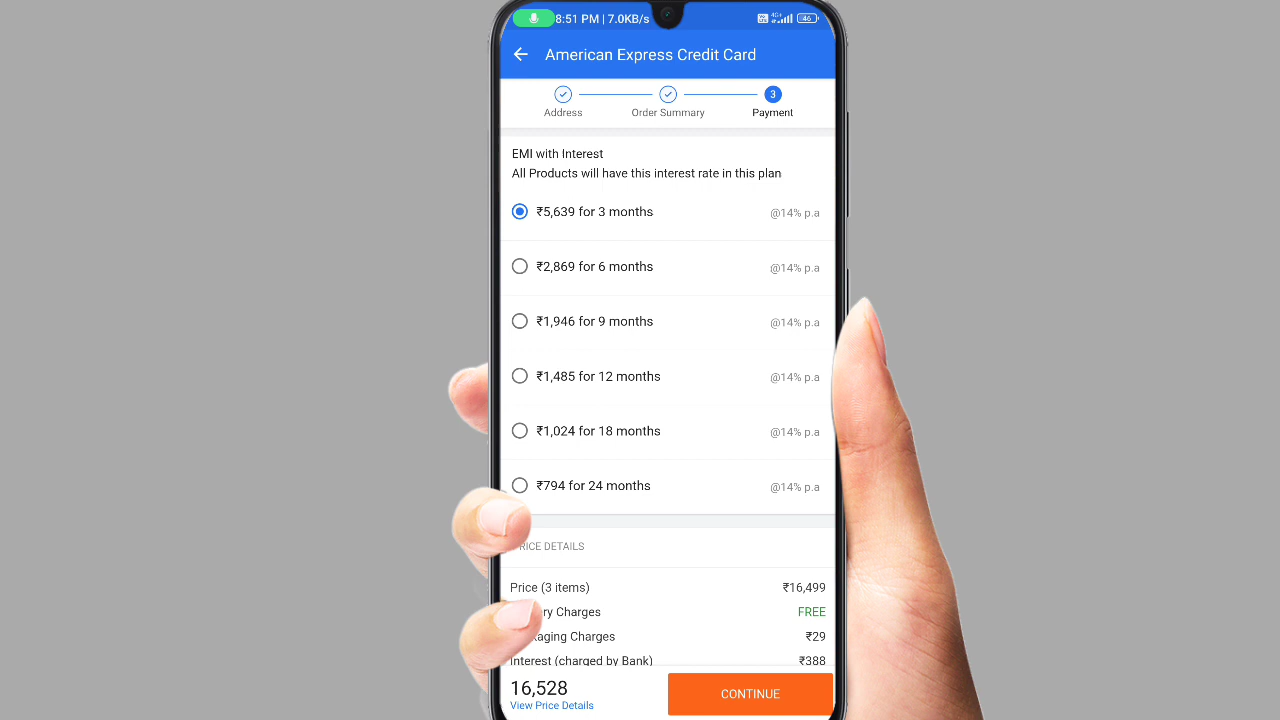 8:51 PM | 7.0KB/s 4G+ 46
American Express Credit Card
3
Address Order Summary Payment
EMI with Interest
All Products will have this interest rate in this plan
₹5,639 for 3 months @14% p.a
₹2,869 for 6 months @14% p.a
₹1,946 for 9 months @14% p.a
₹1,485 for 12 months @14% p.a
₹1,024 for 18 months @14% p.a
₹794 for 24 months @14% p.a
RICE DETAILS
Price (3 items) ₹16,499
ry Charges FREE
kaging Charges ₹29
Interest (charged by Bank) ₹388
16,528
View Price Details
CONTINUE